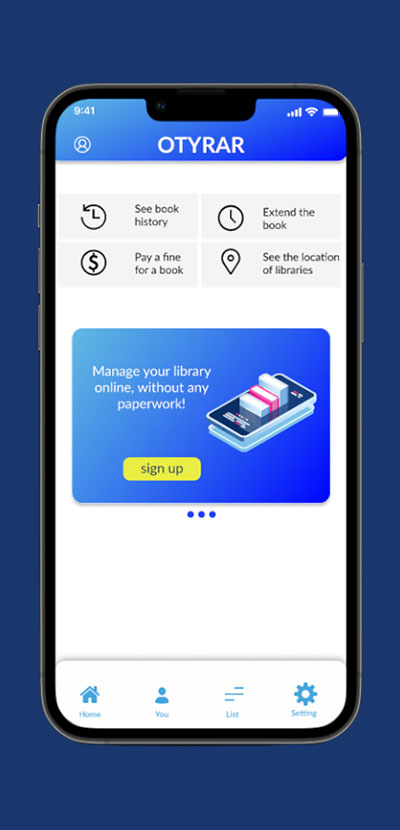 9:41
OTYRAR
See book
history
Extend the
book
Pay a fine
for a book
See the location
of libraries
Manage your library
online, without any
paperwork!
sign up
Home
You
List
Setting